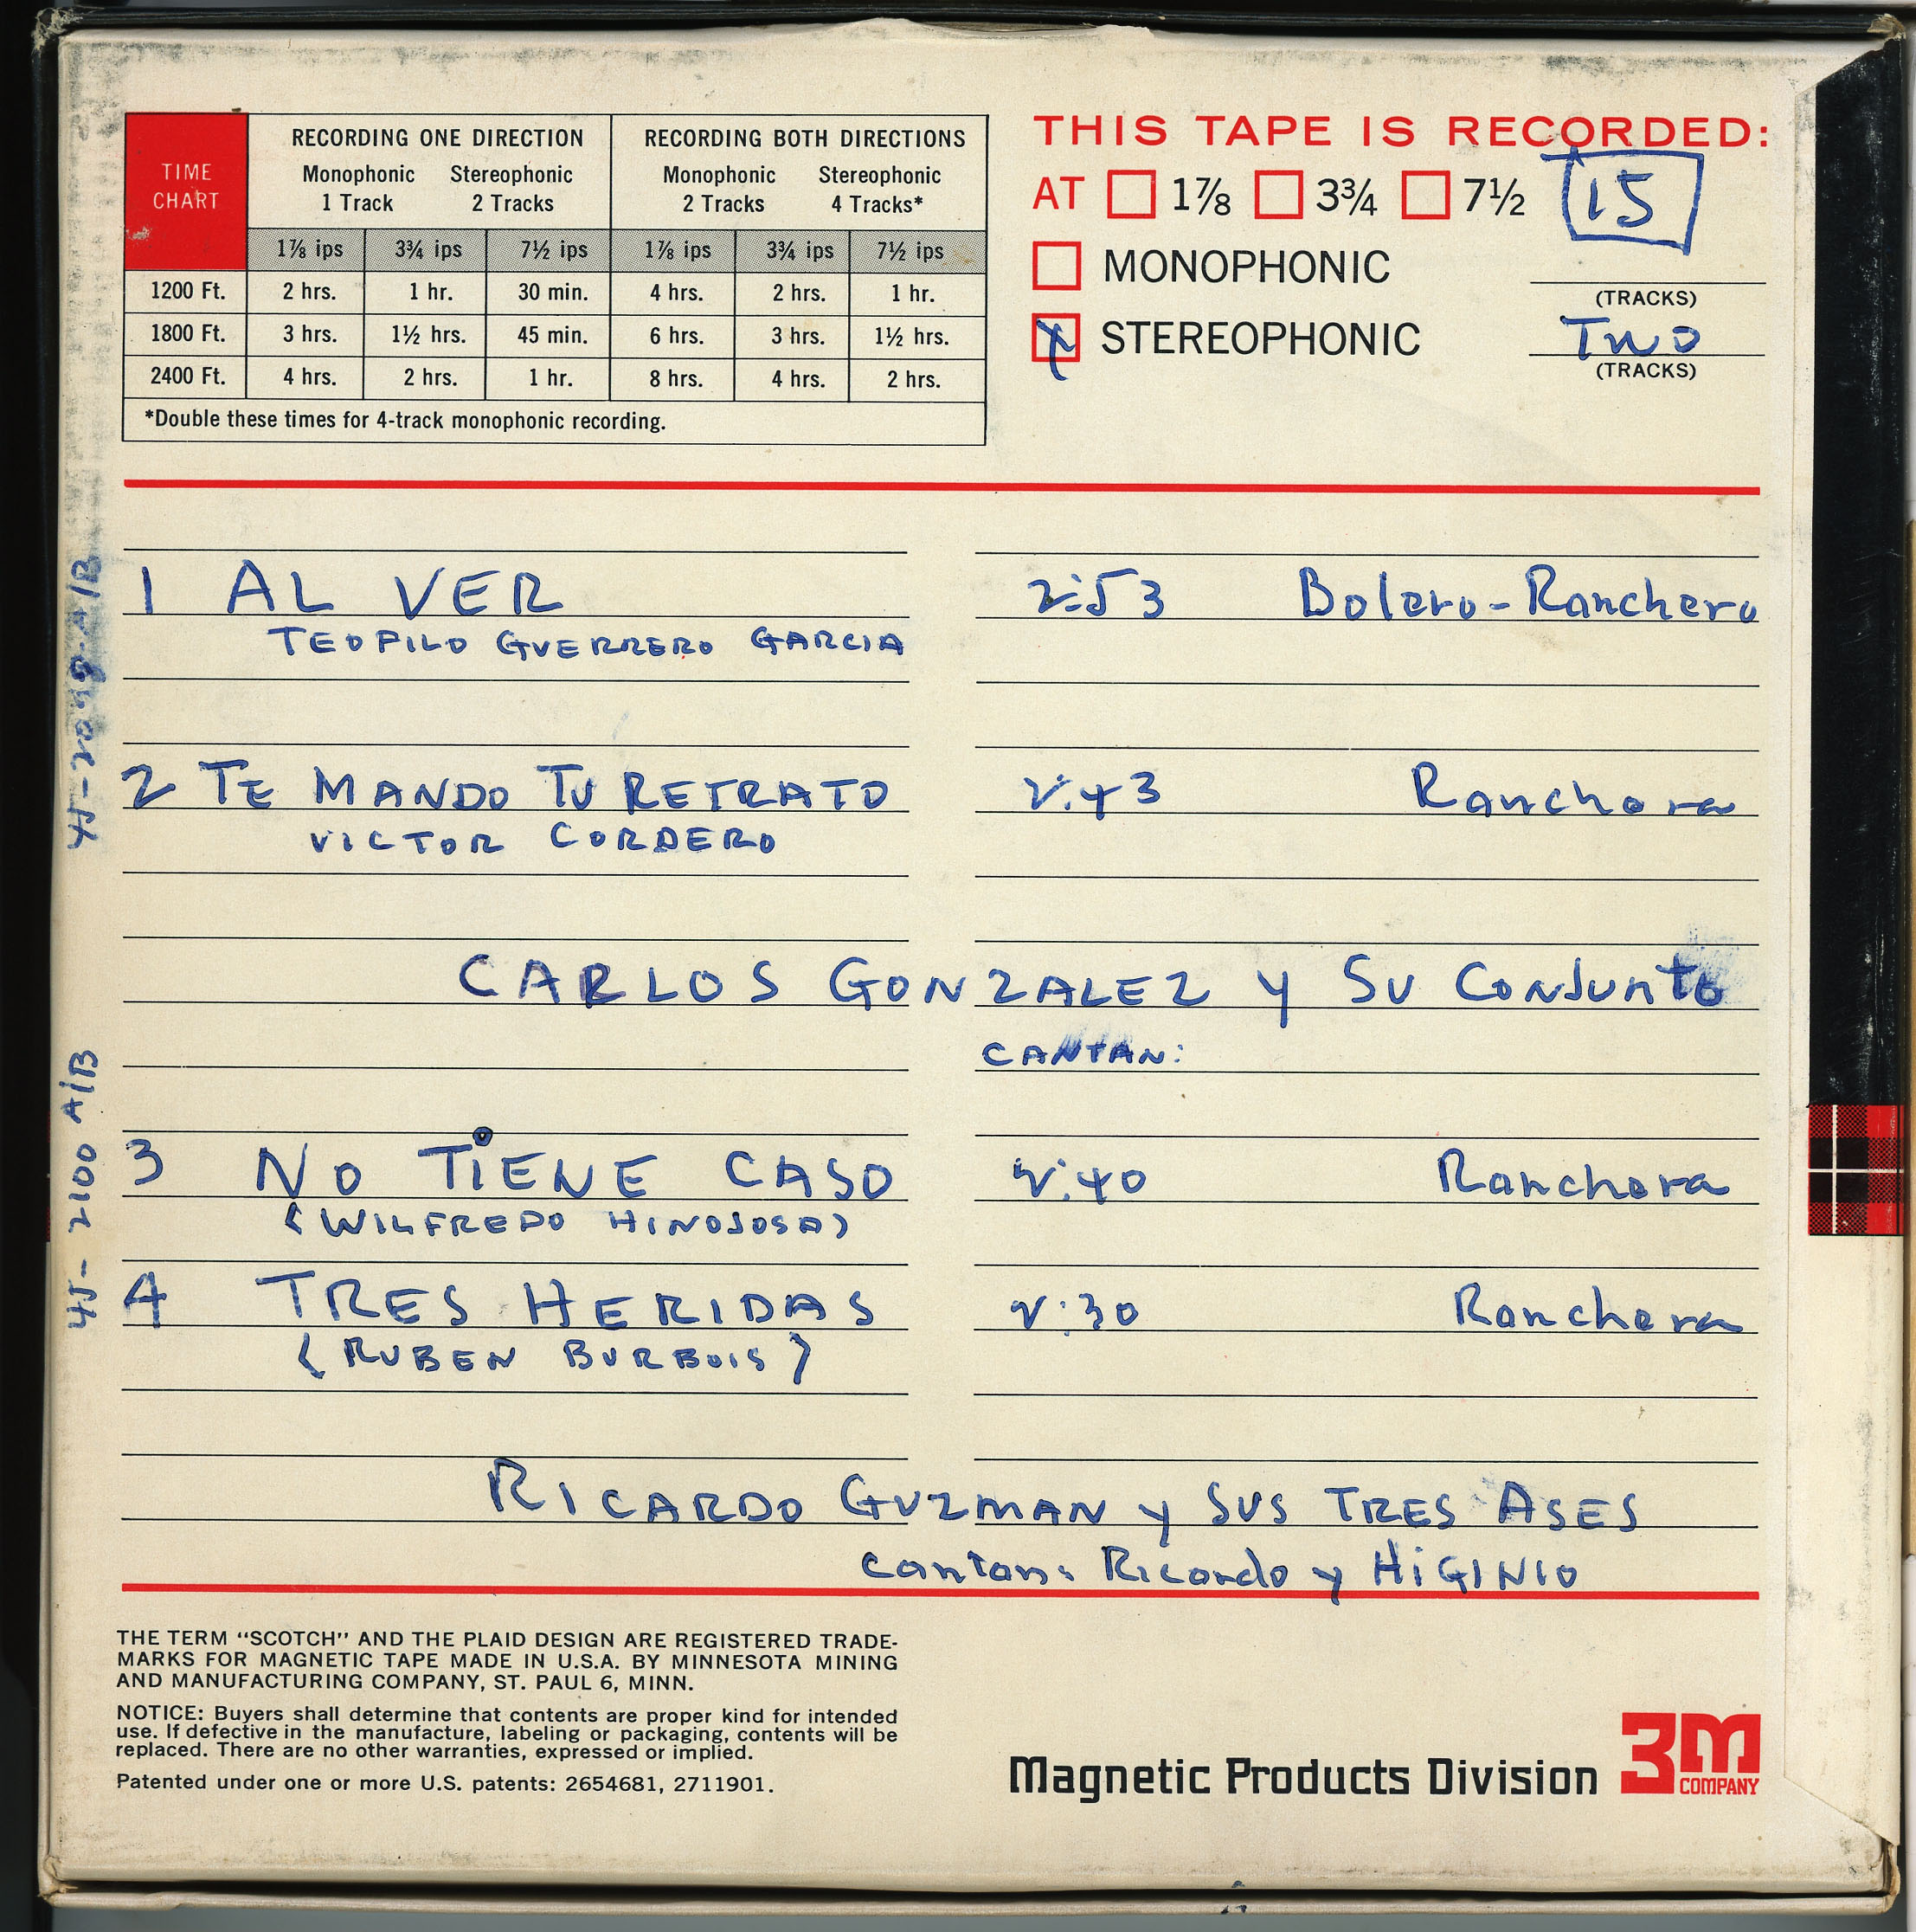 TIME CHART
RECORDING ONE DIRECTION RECORDING BOTH DIRECTIONS
Monophonic 1 Track Stereophonic 2 Tracks Monophonic 2 Tracks Stereophonic 4 Tracks*
1⅞ ips 3¾ ips 7½ ips 1⅞ ips 3¾ ips 7½ ips
1200 Ft. 2 hrs. 1 hr. 30 min. 4 hrs. 2 hrs. 1 hr.
1800 Ft. 3 hrs. 1½ hrs. 45 min. 6 hrs. 3 hrs. 1½ hrs.
2400 Ft. 4 hrs. 2 hrs. 1 hr. 8 hrs. 4 hrs. 2 hrs.
*Double these times for 4-track monophonic recording.
THIS TAPE IS RECORDED:
AT 1⅞ 3¾ 7½ 15
MONOPHONIC
(TRACKS)
STEREOPHONIC Two
(TRACKS)
1 AL VER 2:53 Bolero-Ranchero
TEOFILO GUERRERO GARCIA
2 TE MANDO TU RETRATO 2:43 Ranchera
VICTOR CORDERO
CARLOS GONZALEZ Y SU CONJUNTO
CANTAN:
3 NO TIENE CASO 2:40 Ranchera
(WILFREDO HINOJOSA)
4 TRES HERIDAS 2:30 Ranchera
(RUBEN BURBOIS)
RICARDO GUZMAN y SUS TRES ASES
Cantan: Ricardo y HIGINIO
45- 2100 A/B
THE TERM "SCOTCH" AND THE PLAID DESIGN ARE REGISTERED TRADE-
MARKS FOR MAGNETIC TAPE MADE IN U.S.A. BY MINNESOTA MINING
AND MANUFACTURING COMPANY, ST. PAUL 6, MINN.
NOTICE: Buyers shall determine that contents are proper kind for intended
use. If defective in the manufacture, labeling or packaging, contents will be
replaced. There are no other warranties, expressed or implied.
Patented under one or more U.S. patents: 2654681, 2711901.
Magnetic Products Division 3M COMPANY